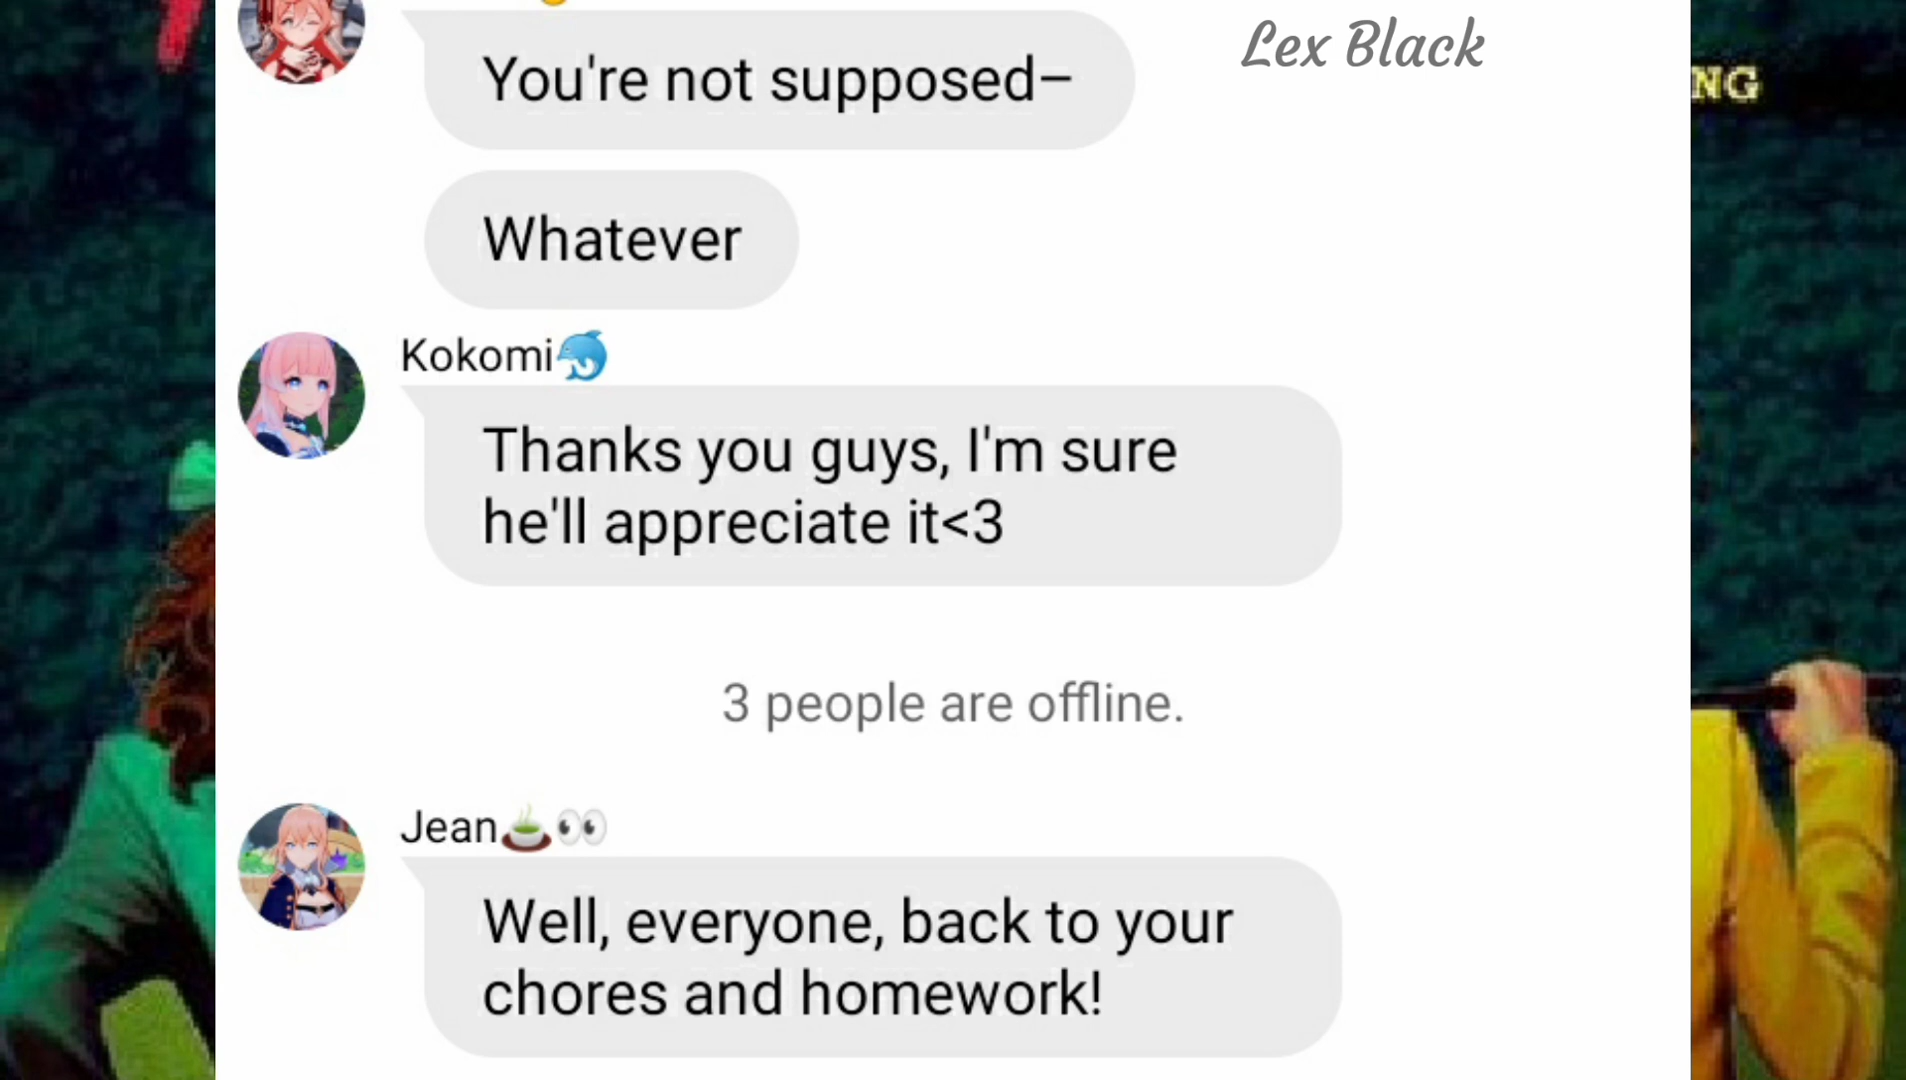 Lex Black
You're not supposed–
NG
Whatever
Kokomi🐬
Thanks you guys, I'm sure
he'll appreciate it<3
3 people are offline.
Jean🍵👀
Well, everyone, back to your
chores and homework!